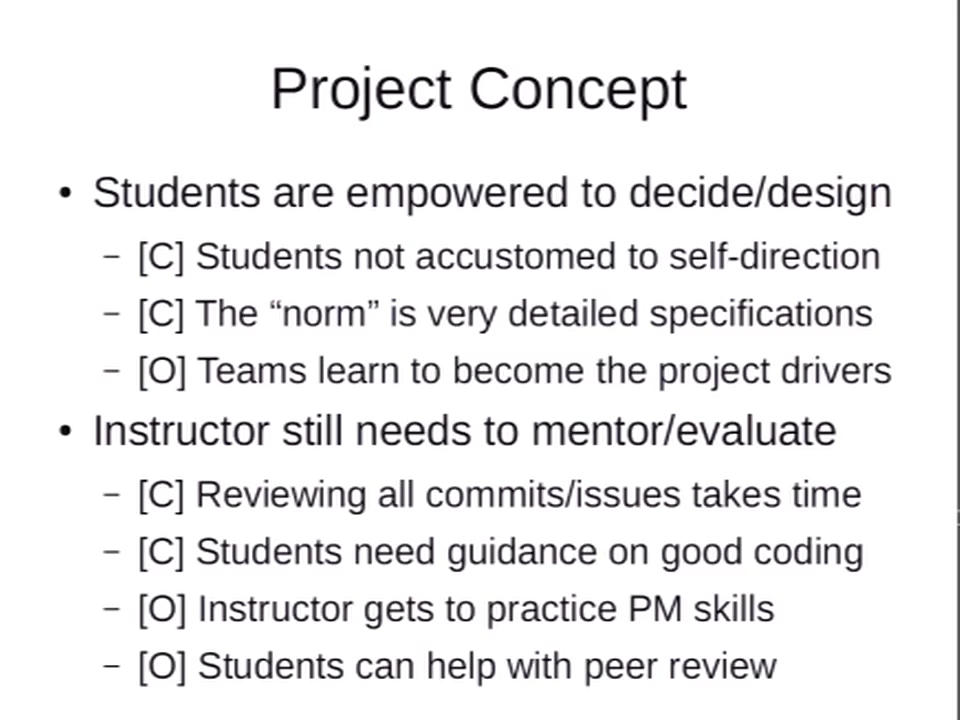 Project Concept
• Students are empowered to decide/design
– [C] Students not accustomed to self-direction
– [C] The “norm” is very detailed specifications
– [O] Teams learn to become the project drivers
• Instructor still needs to mentor/evaluate
– [C] Reviewing all commits/issues takes time
– [C] Students need guidance on good coding
– [O] Instructor gets to practice PM skills
– [O] Students can help with peer review